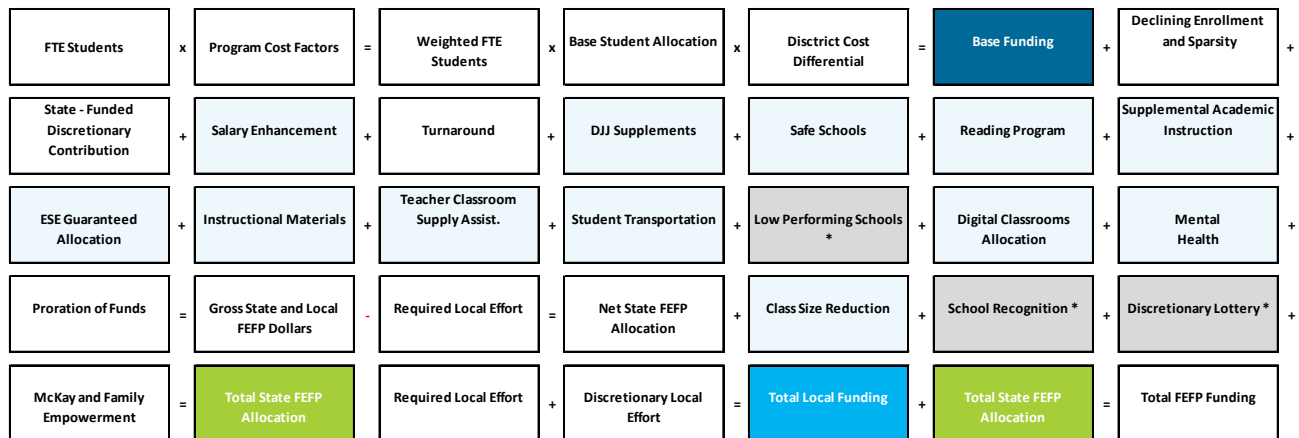 FTE Students x Program Cost Factors = Weighted FTE Students x Base Student Allocation x Disctrict Cost Differential = Base Funding + Declining Enrollment and Sparsity +
State - Funded Discretionary Contribution + Salary Enhancement + Turnaround + DJJ Supplements + Safe Schools + Reading Program + Supplemental Academic Instruction +
ESE Guaranteed Allocation + Instructional Materials + Teacher Classroom Supply Assist. + Student Transportation + Low Performing Schools * + Digital Classrooms Allocation + Mental Health +
Proration of Funds = Gross State and Local FEFP Dollars - Required Local Effort = Net State FEFP Allocation + Class Size Reduction + School Recognition * + Discretionary Lottery * +
McKay and Family Empowerment = Total State FEFP Allocation Required Local Effort + Discretionary Local Effort = Total Local Funding + Total State FEFP Allocation = Total FEFP Funding